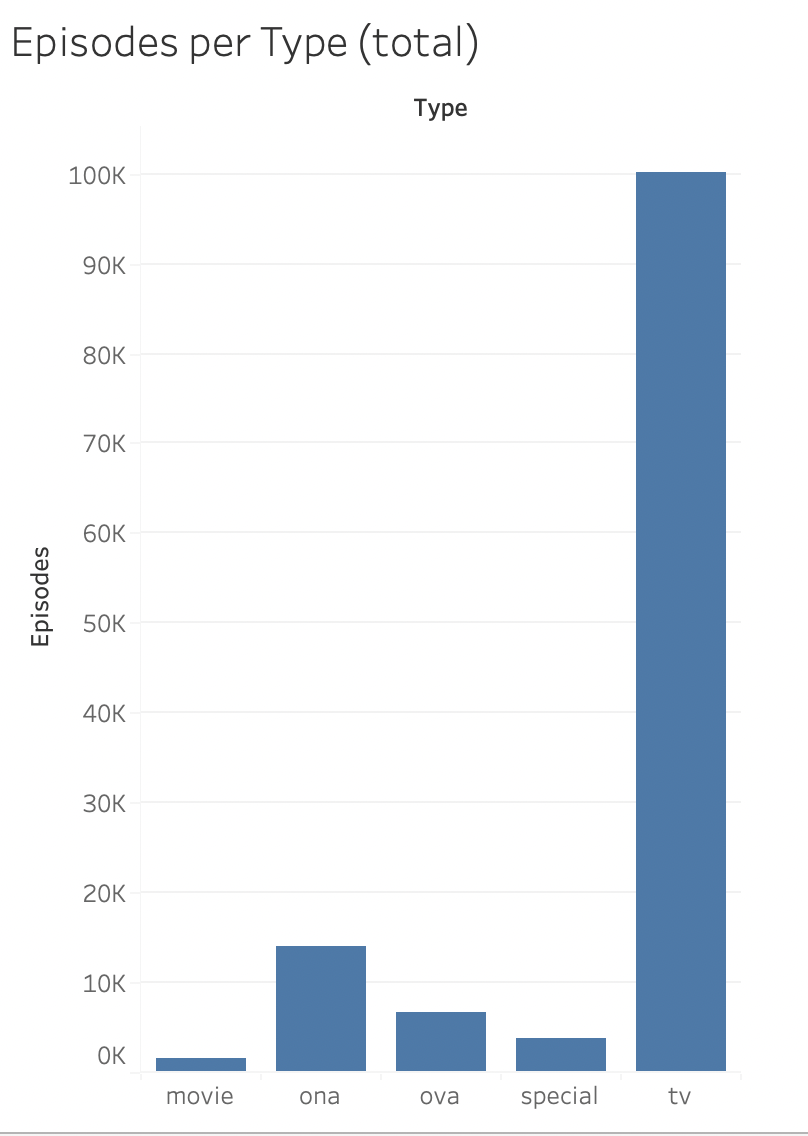 Episodes per Type (total)
Type
100K
90K
80K
70K
60K
50K
40K
30K
20K
10K
0K
Episodes
movie ona ova special tv